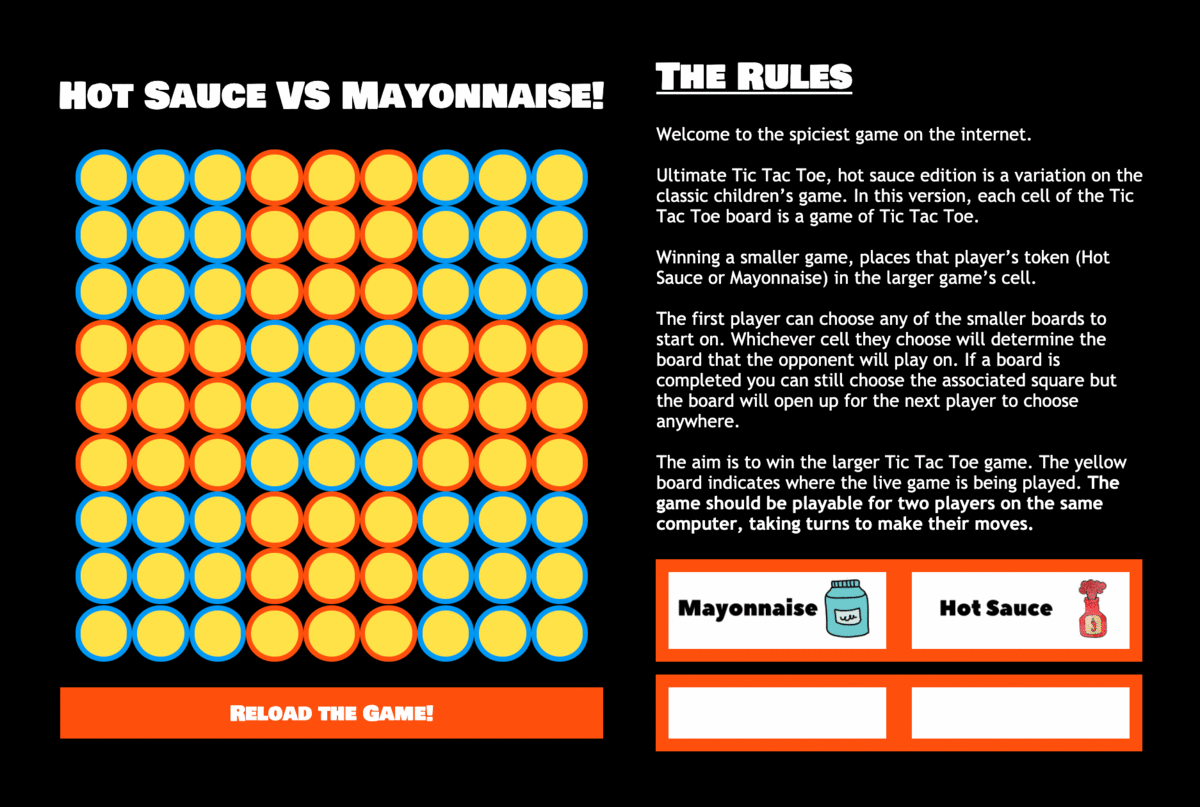 Hot Sauce VS Mayonnaise!
Reload the Game!
The Rules
Welcome to the spiciest game on the internet.
Ultimate Tic Tac Toe, hot sauce edition is a variation on the
classic children’s game. In this version, each cell of the Tic
Tac Toe board is a game of Tic Tac Toe.
Winning a smaller game, places that player’s token (Hot
Sauce or Mayonnaise) in the larger game’s cell.
The first player can choose any of the smaller boards to
start on. Whichever cell they choose will determine the
board that the opponent will play on. If a board is
completed you can still choose the associated square but
the board will open up for the next player to choose
anywhere.
The aim is to win the larger Tic Tac Toe game. The yellow
board indicates where the live game is being played. The
game should be playable for two players on the same
computer, taking turns to make their moves.
Mayonnaise
Hot Sauce